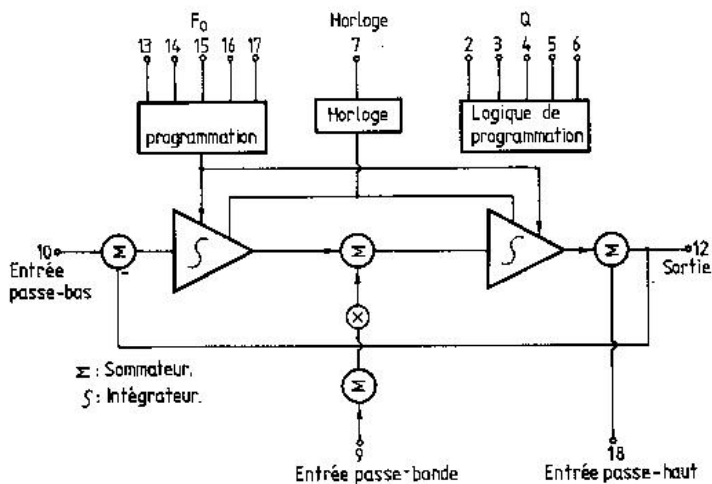 Fo Horloge Q
13 14 15 16 17 7 2 3 4 5 6
programmation
Horloge
Logique de
programmation
10
Entrée
passe-bas
Σ
-
∫
Σ
∫
Σ
12
Sortie
×
Σ : Sommateur.
∫ : Intégrateur.
Σ
9
Entrée passe-bande
18
Entrée passe-haut